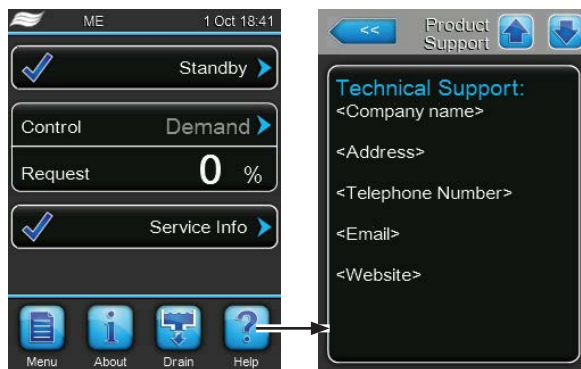 ME 1 Oct 18:41
Standby
Control Demand
Request 0 %
Service Info
Menu About Drain Help
<< Product
Support
Technical Support:
<Company name>
<Address>
<Telephone Number>
<Email>
<Website>